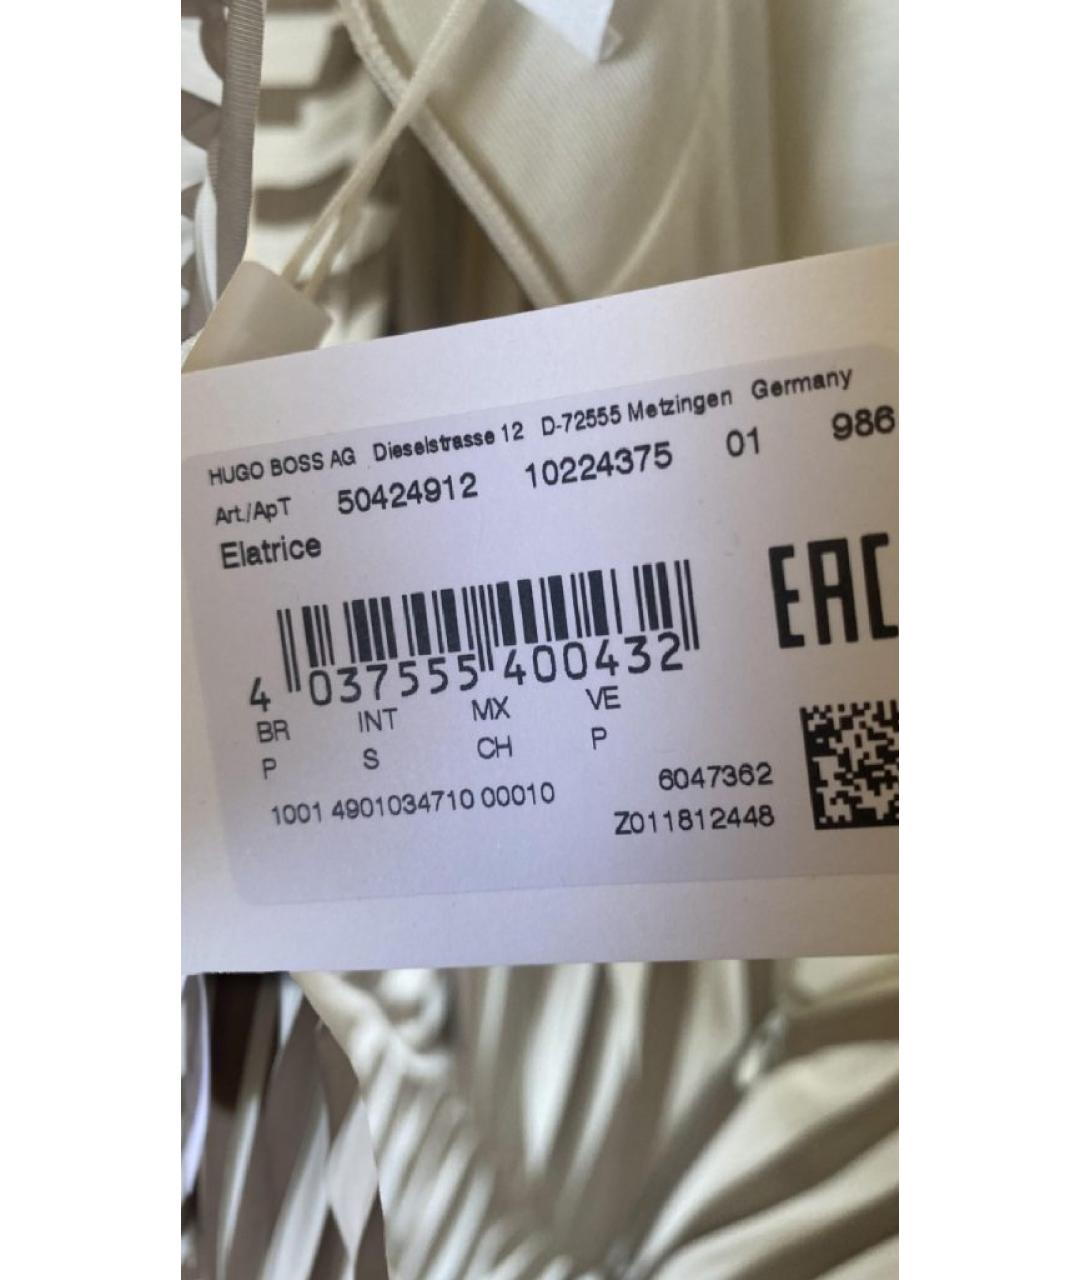 HUGO BOSS AG Dieselstrasse 12 D-72555 Metzingen Germany
Art./ApT 50424912 10224375 01 986
Elatrice
EAC
4 037555 400432
BR INT MX VE
P S CH P
1001 4901034710 00010 6047362
Z011812448